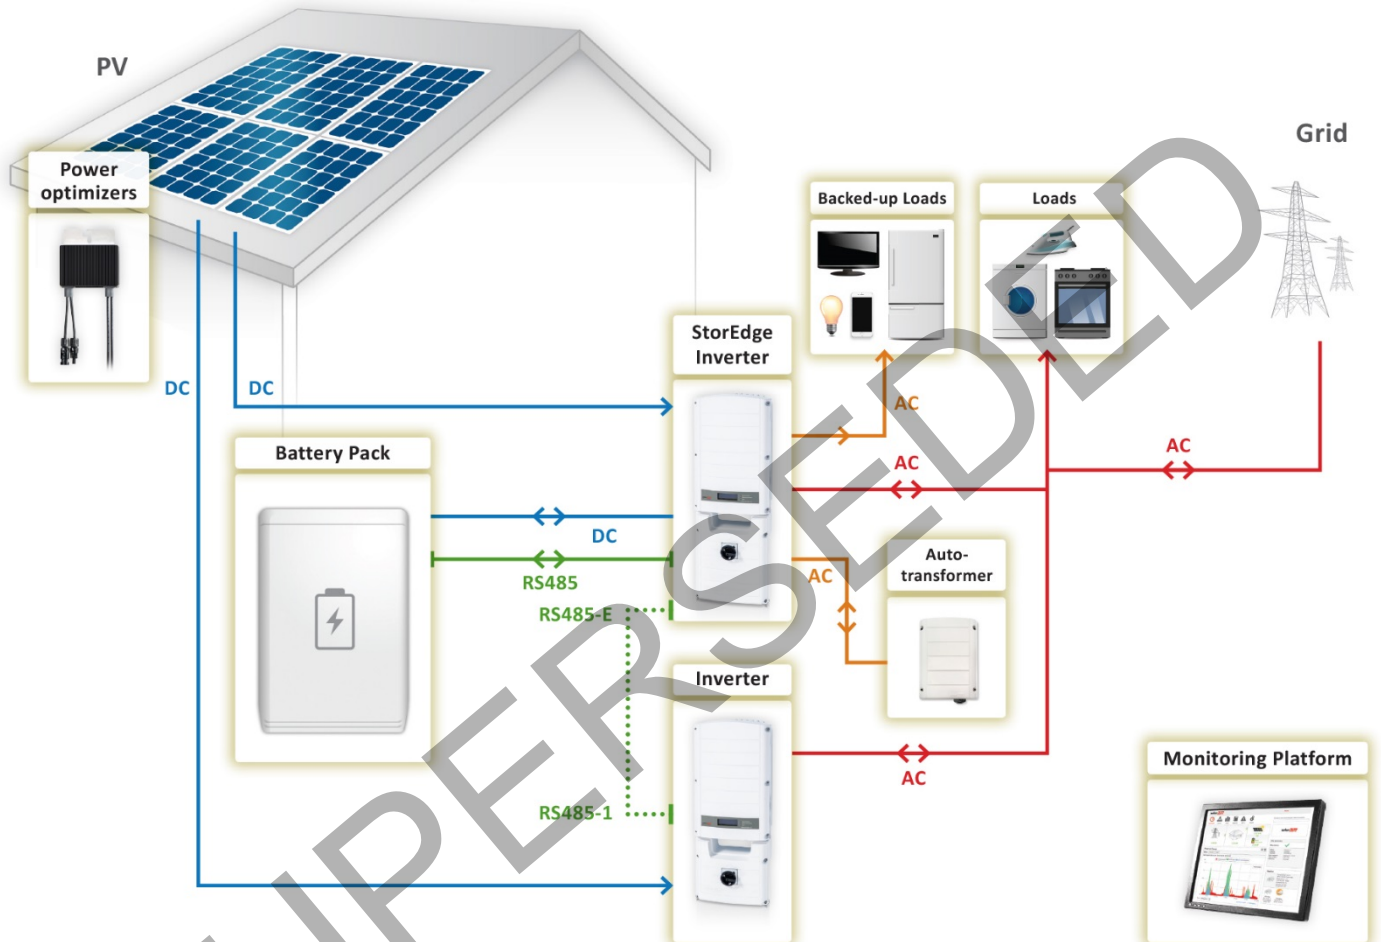 PV
Grid
Power
optimizers
Backed-up Loads
Loads
StorEdge
Inverter
DC
DC
AC
Battery Pack
AC
AC
DC
Auto-
transformer
RS485
AC
RS485-E
Inverter
Monitoring Platform
AC
RS485-1
UPERSEDED